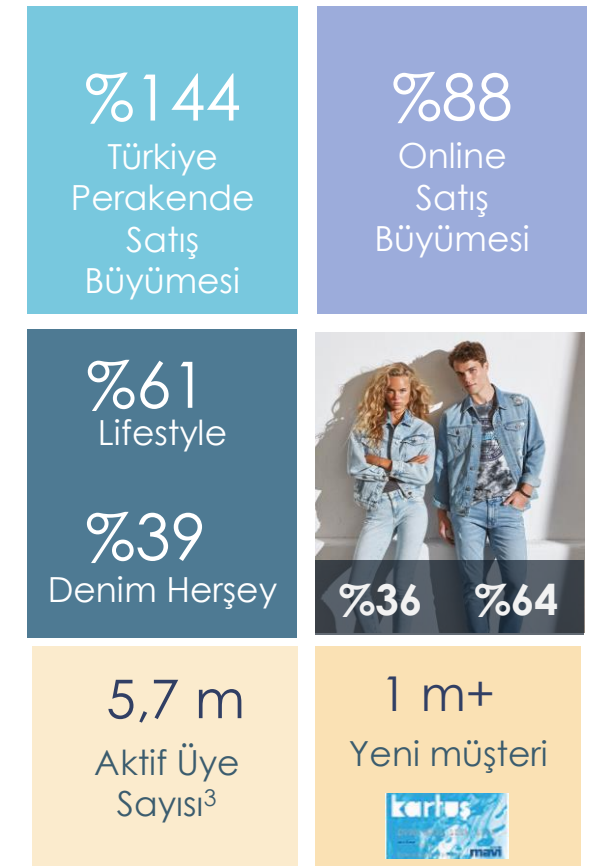 %144
Türkiye
Perakende
Satış
Büyümesi
%88
Online
Satış
Büyümesi
%61
Lifestyle
%39
Denim Herşey
%36 %64
5,7 m
Aktif Üye
Sayısı3
1 m+
Yeni müşteri
kartuş
mavi